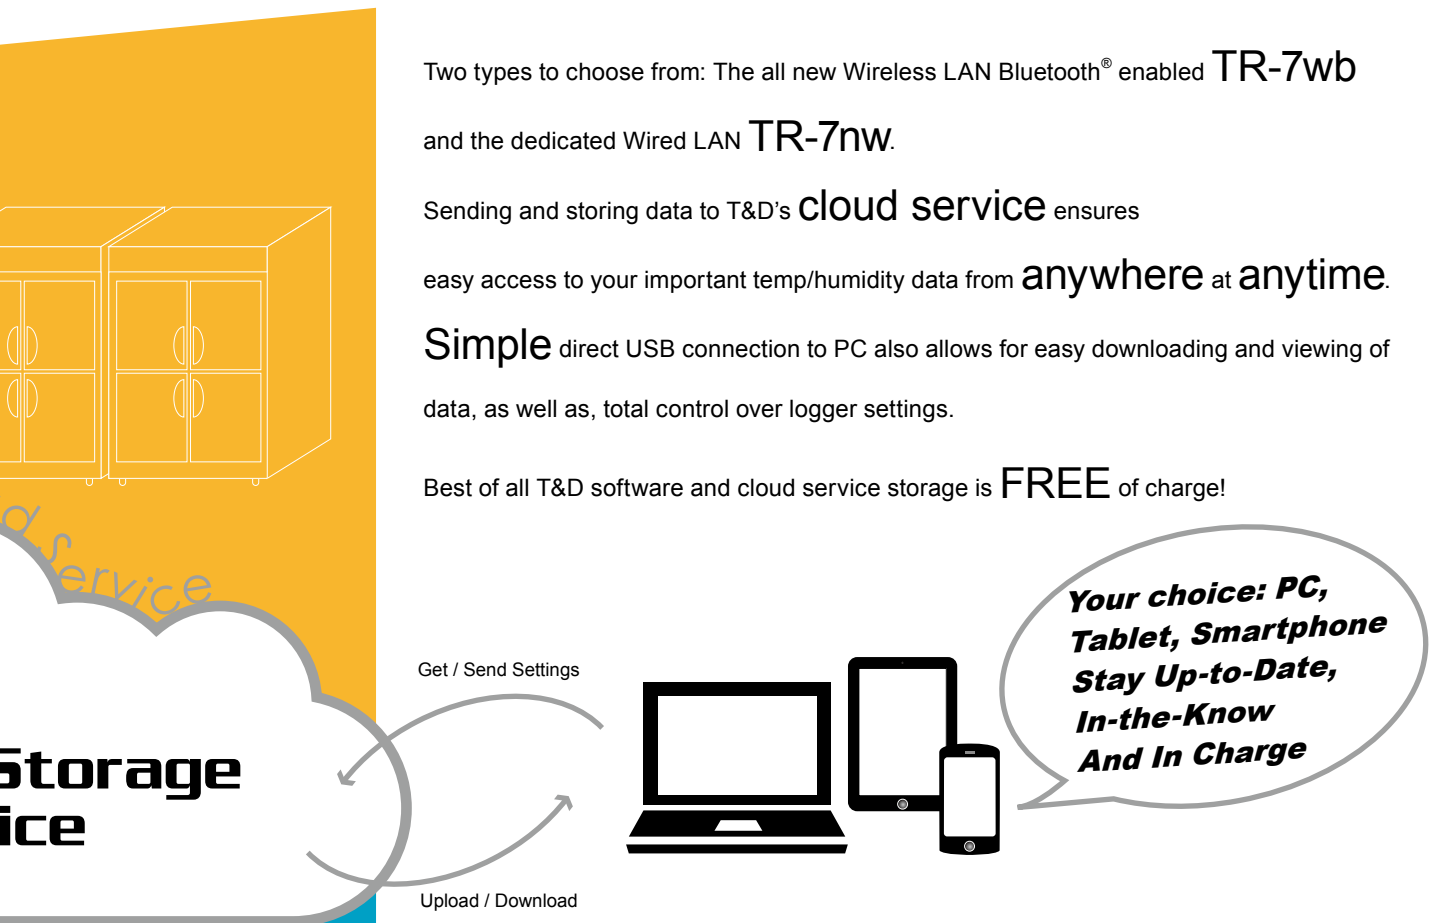 Two types to choose from: The all new Wireless LAN Bluetooth® enabled TR-7wb
and the dedicated Wired LAN TR-7nw.
Sending and storing data to T&D's cloud service ensures
easy access to your important temp/humidity data from anywhere at anytime.
Simple direct USB connection to PC also allows for easy downloading and viewing of
data, as well as, total control over logger settings.
Best of all T&D software and cloud service storage is FREE of charge!
Service
Storage
Get / Send Settings
Upload / Download
Your choice: PC,
Tablet, Smartphone
Stay Up-to-Date,
In-the-Know
And In Charge